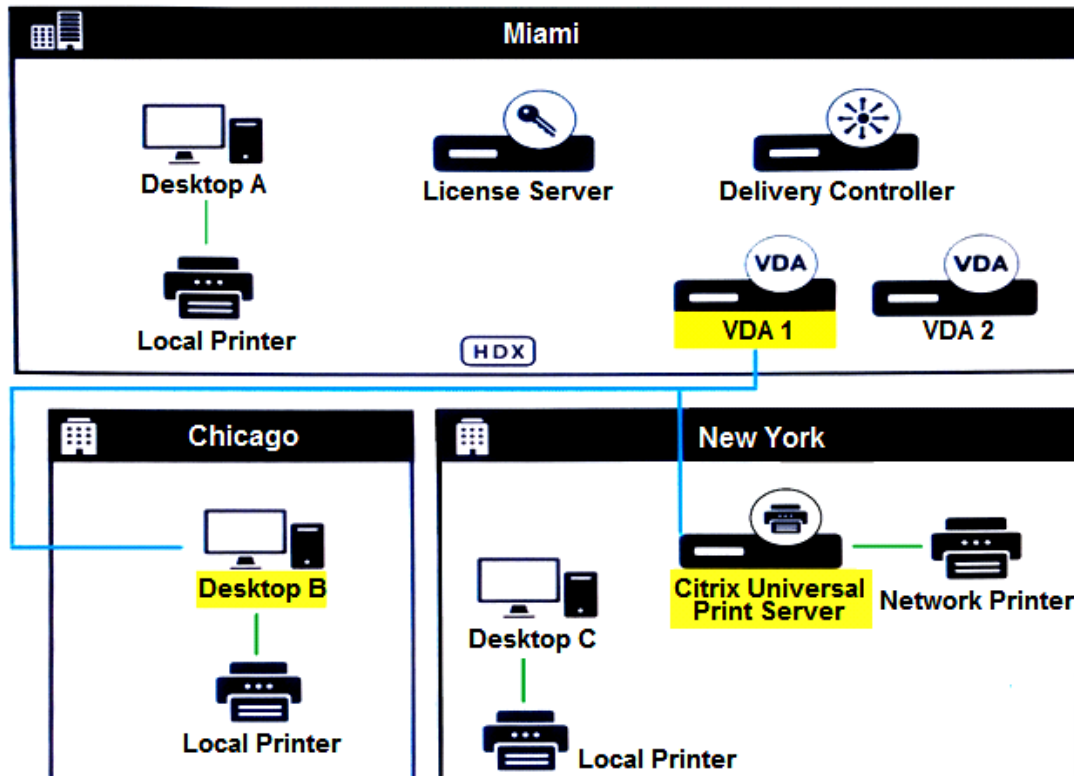 Miami
Desktop A
License Server
Delivery Controller
Local Printer
VDA
VDA
VDA 1
VDA 2
HDX
Chicago
New York
Desktop B
Desktop C
Citrix Universal
Print Server
Network Printer
Local Printer
Local Printer